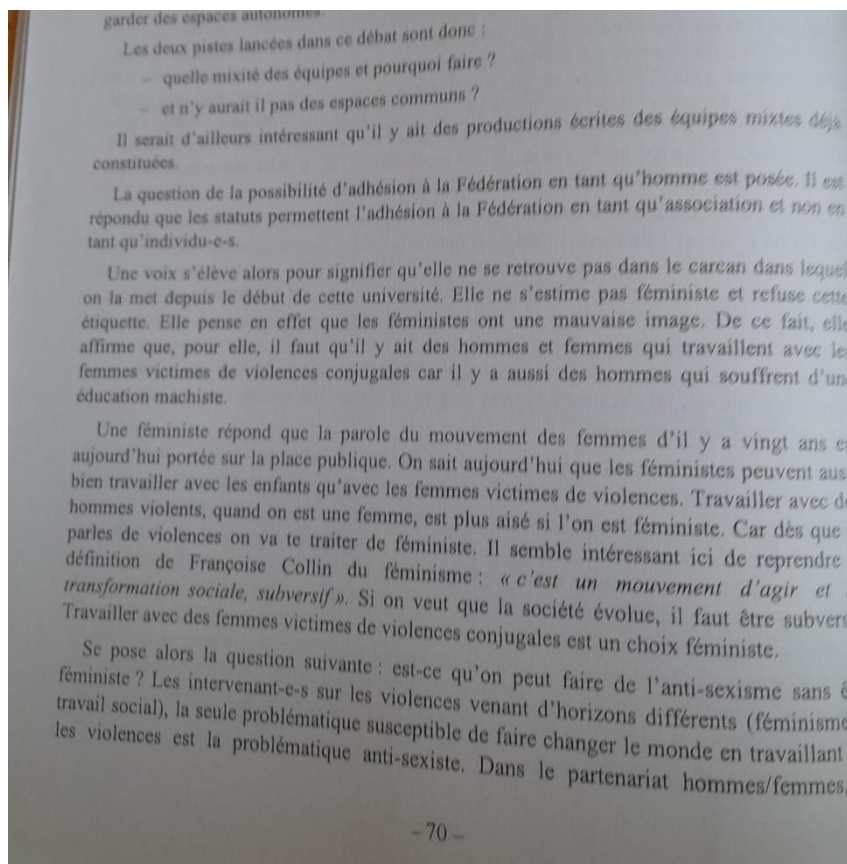 garder des espaces autonomes.
Les deux pistes lancées dans ce débat sont donc :
– quelle mixité des équipes et pourquoi faire ?
– et n'y aurait il pas des espaces communs ?
Il serait d'ailleurs intéressant qu'il y ait des productions écrites des équipes mixtes déjà
constituées.
La question de la possibilité d'adhésion à la Fédération en tant qu'homme est posée. Il est
répondu que les statuts permettent l'adhésion à la Fédération en tant qu'association et non en
tant qu'individu-e-s.
Une voix s'élève alors pour signifier qu'elle ne se retrouve pas dans le carcan dans lequel
on la met depuis le début de cette université. Elle ne s'estime pas féministe et refuse cette
étiquette. Elle pense en effet que les féministes ont une mauvaise image. De ce fait, elle
affirme que, pour elle, il faut qu'il y ait des hommes et femmes qui travaillent avec les
femmes victimes de violences conjugales car il y a aussi des hommes qui souffrent d'un
éducation machiste.
Une féministe répond que la parole du mouvement des femmes d'il y a vingt ans
aujourd'hui portée sur la place publique. On sait aujourd'hui que les féministes peuvent
bien travailler avec les enfants qu'avec les femmes victimes de violences. Travailler avec
hommes violents, quand on est une femme, est plus aisé si l'on est féministe. Car dès que
parles de violences on va te traiter de féministe. Il semble intéressant ici de reprendre
définition de Françoise Collin du féminisme : « c'est un mouvement d'agir et
transformation sociale, subversif ». Si on veut que la société évolue, il faut être
Travailler avec des femmes victimes de violences conjugales est un choix féministe.
Se pose alors la question suivante : est-ce qu'on peut faire de l'anti-sexisme sans
féministe ? Les intervenant-e-s sur les violences venant d'horizons différents (féminisme
travail social), la seule problématique susceptible de faire changer le monde en travaillant
les violences est la problématique anti-sexiste. Dans le partenariat hommes/femmes,
– 70 –